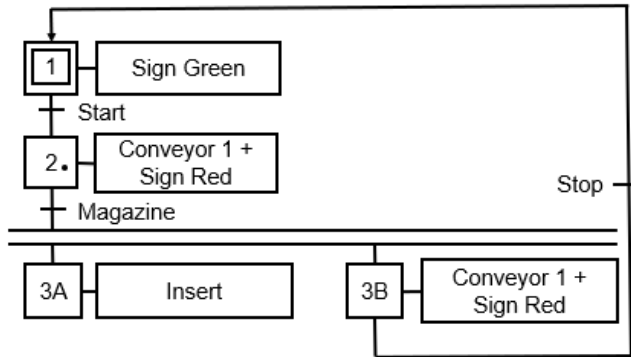 1
Sign Green
Start
2.
Conveyor 1 +
Sign Red
Stop
Magazine
3A
Insert
3B
Conveyor 1 +
Sign Red